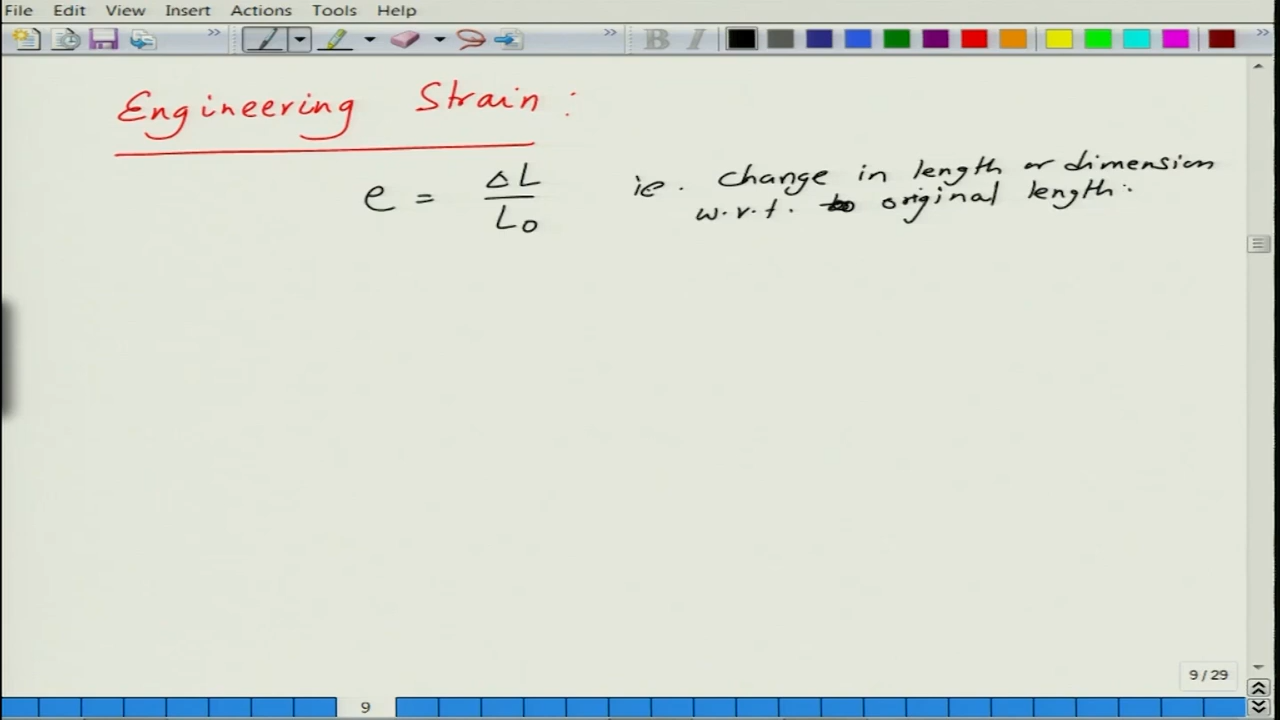 File Edit View Insert Actions Tools Help
B I
Engineering Strain :
e = ΔL / L0 ie. change in length or dimension
w.r.t. to original length.
9 / 29
9